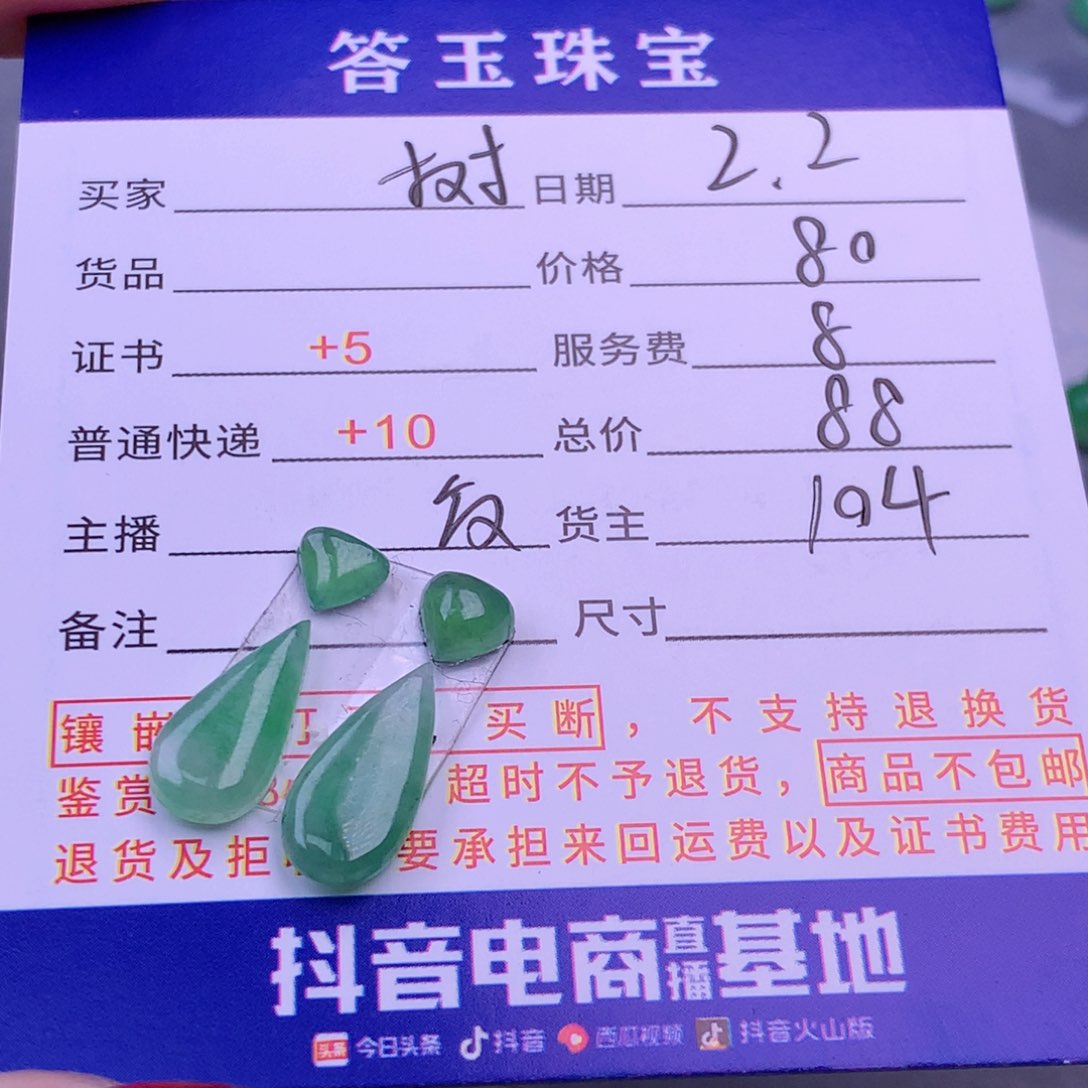 答玉珠宝
买家 树 日期 2.2
货品 价格 80
证书 +5 服务费 8
普通快递 +10 总价 88
主播 货主 194
备注 尺寸
镶嵌 买断，不支持退换货
鉴赏 超时不予退货，商品不包邮
退货及拒 要承担来回运费以及证书费用
抖音电商直播基地
头条 今日头条 抖音 西瓜视频 抖音火山版